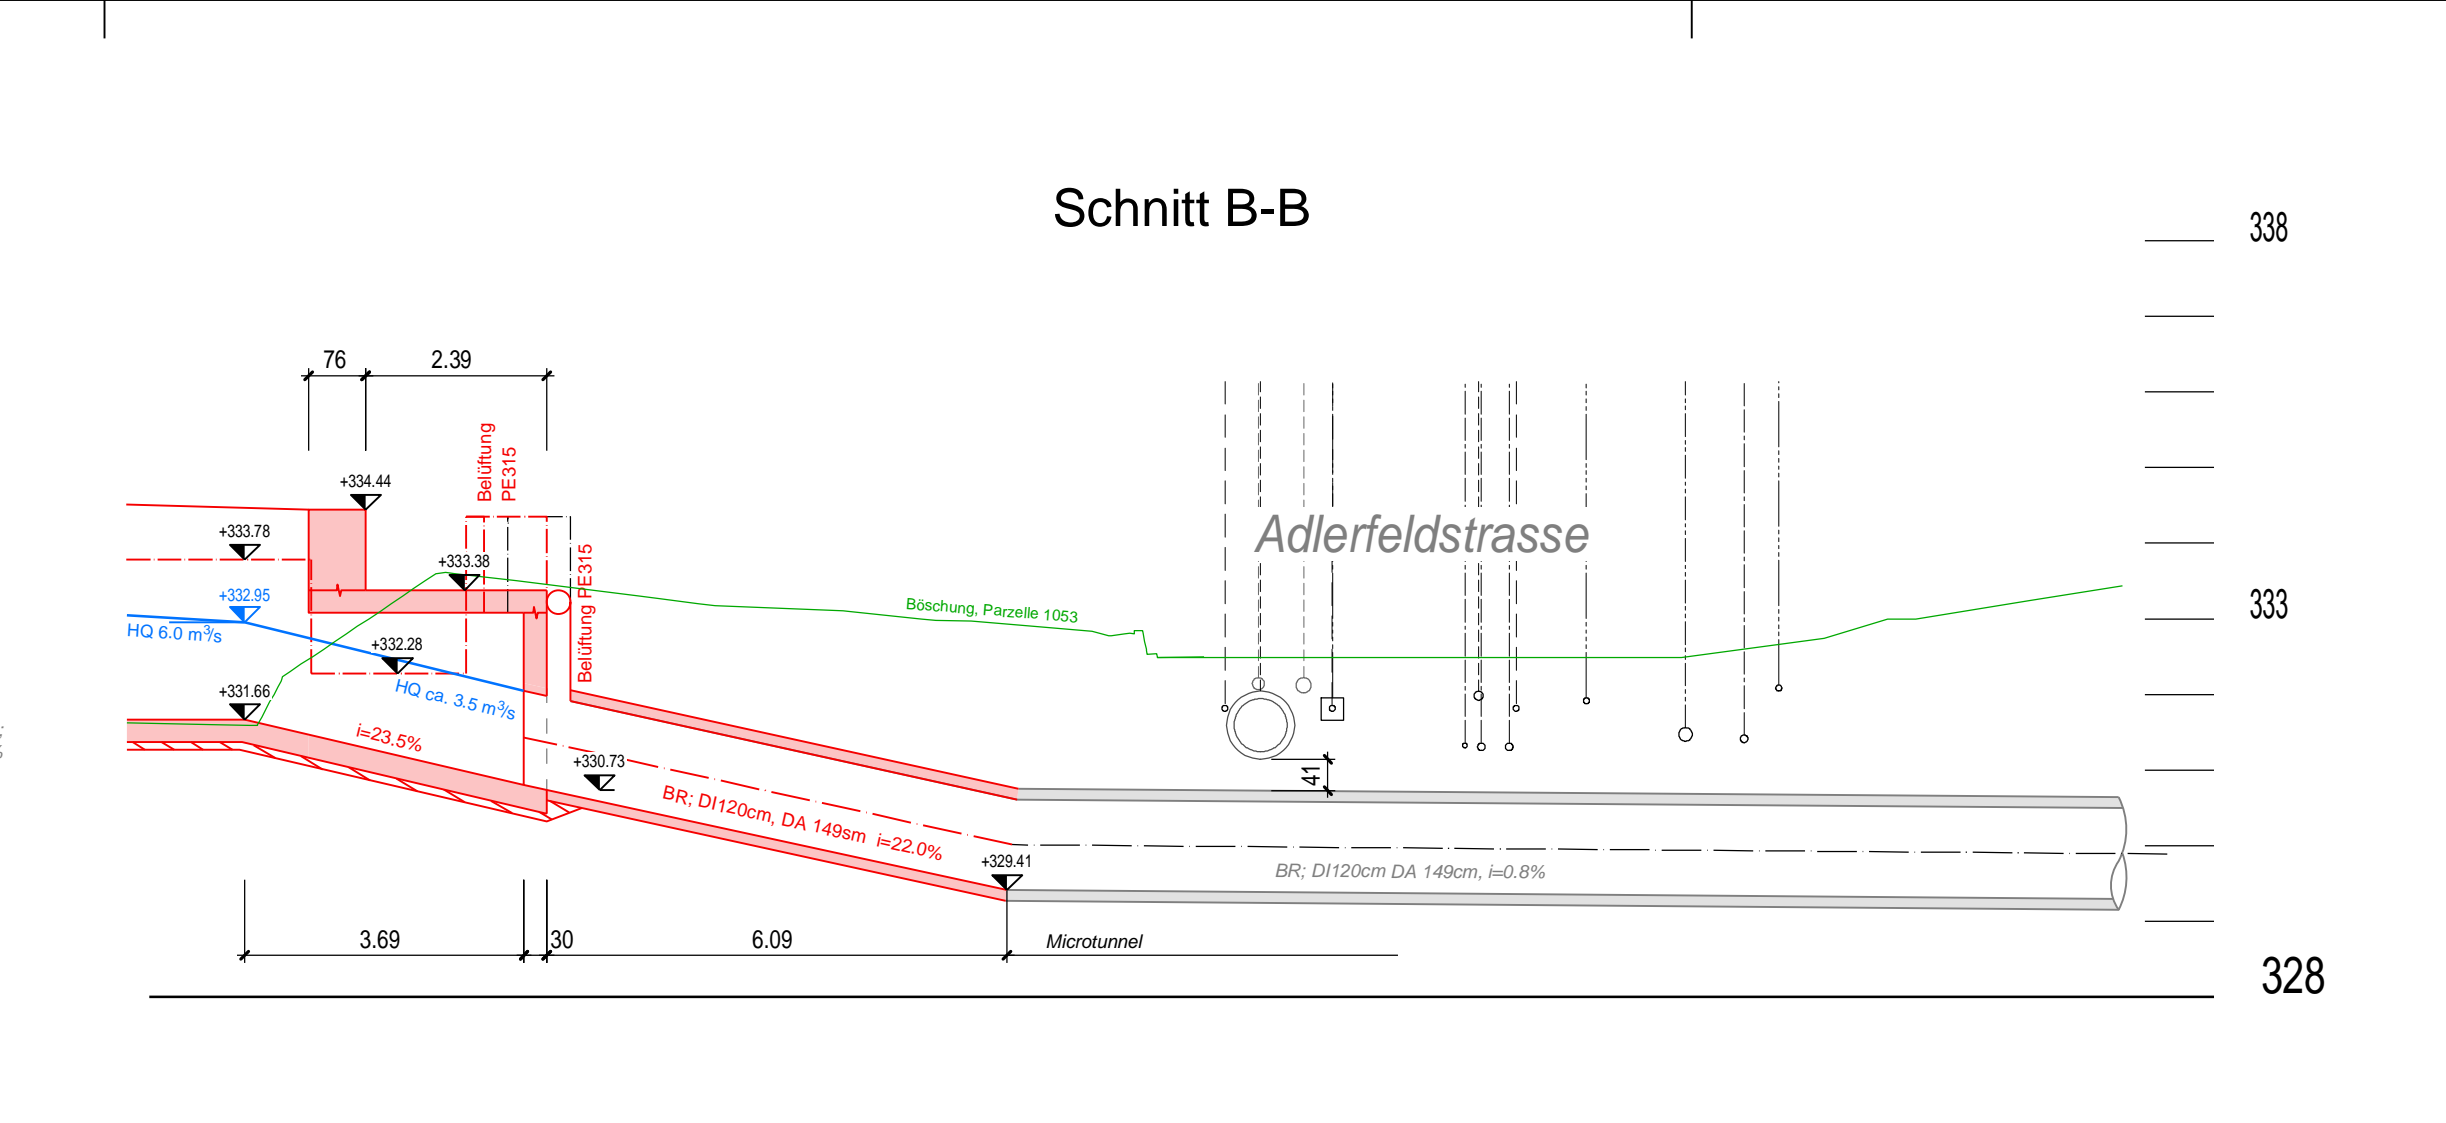 Schnitt B-B
338
76
2.39
Belüftung
PE315
+334.44
+333.78
+333.38
Adlerfeldstrasse
Belüftung PE315
+332.95
HQ 6.0 m³/s
Böschung, Parzelle 1053
333
+332.28
HQ ca. 3.5 m³/s
+331.66
i=23.5%
+330.73
41
BR; DI120cm, DA 149sm i=22.0%
+329.41
BR; DI120cm DA 149cm, i=0.8%
3.69
30
6.09
Microtunnel
328